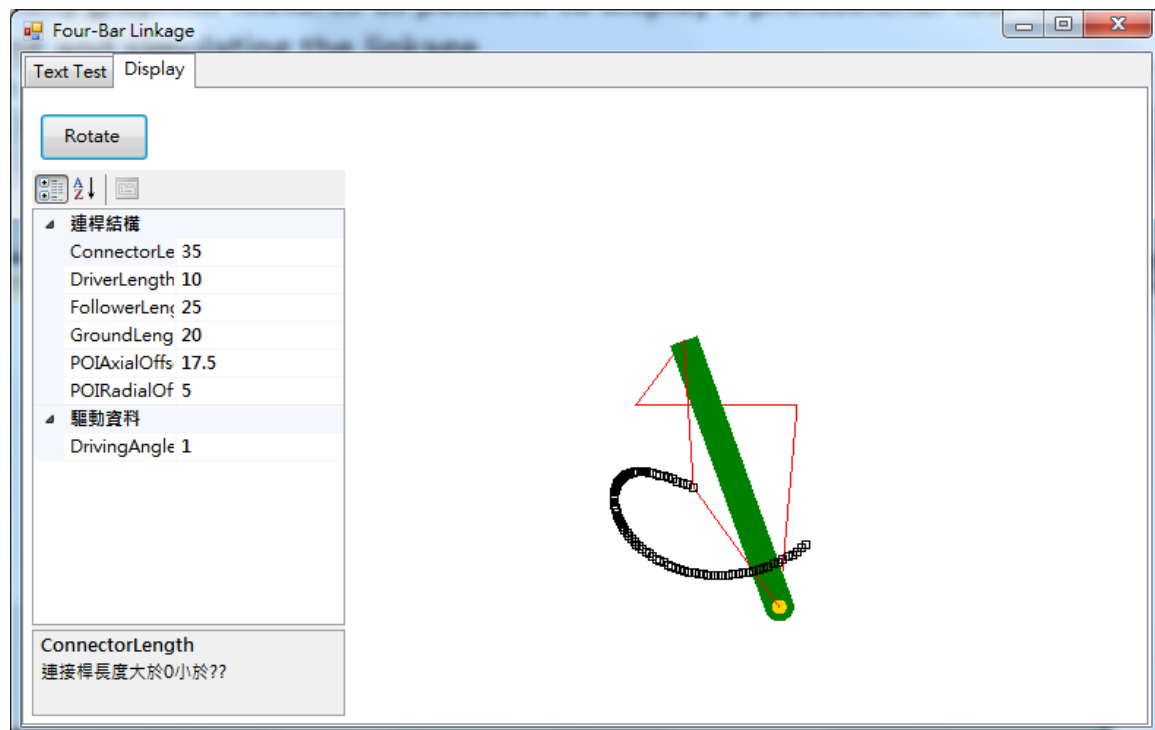 Four-Bar Linkage
Text Test Display
Rotate
連桿結構
ConnectorLe 35
DriverLength 10
FollowerLeng 25
GroundLeng 20
POIAxialOffs 17.5
POIRadialOf 5
驅動資料
DrivingAngle 1
ConnectorLength
連接桿長度大於0小於??